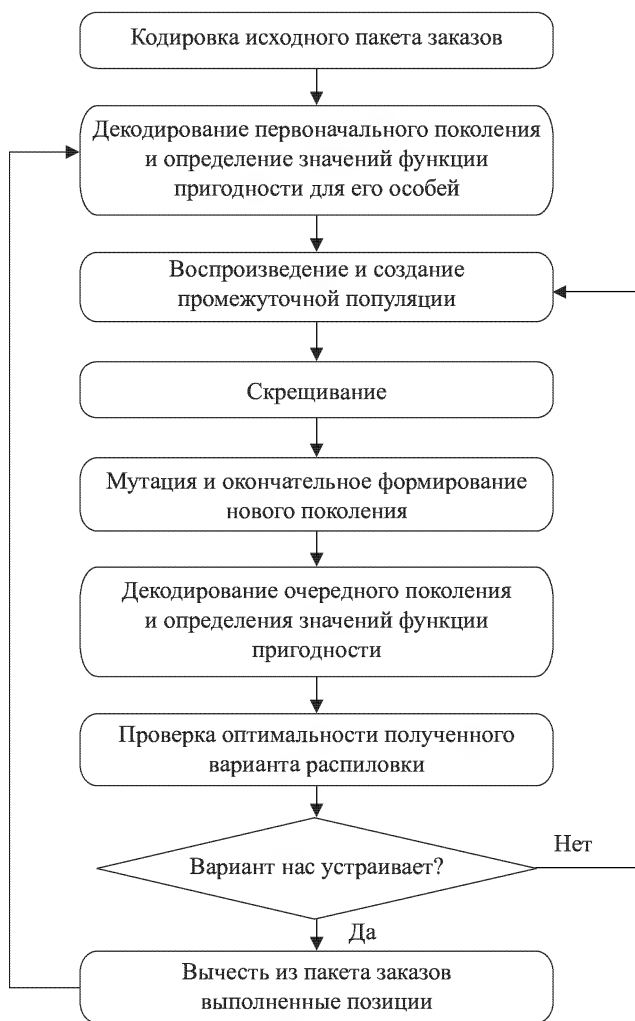 Кодировка исходного пакета заказов
Декодирование первоначального поколения
и определение значений функции
пригодности для его особей
Воспроизведение и создание
промежуточной популяции
Скрещивание
Мутация и окончательное формирование
нового поколения
Декодирование очередного поколения
и определения значений функции
пригодности
Проверка оптимальности полученного
варианта распиловки
Вариант нас устраивает?
Нет
Да
Вычесть из пакета заказов
выполненные позиции